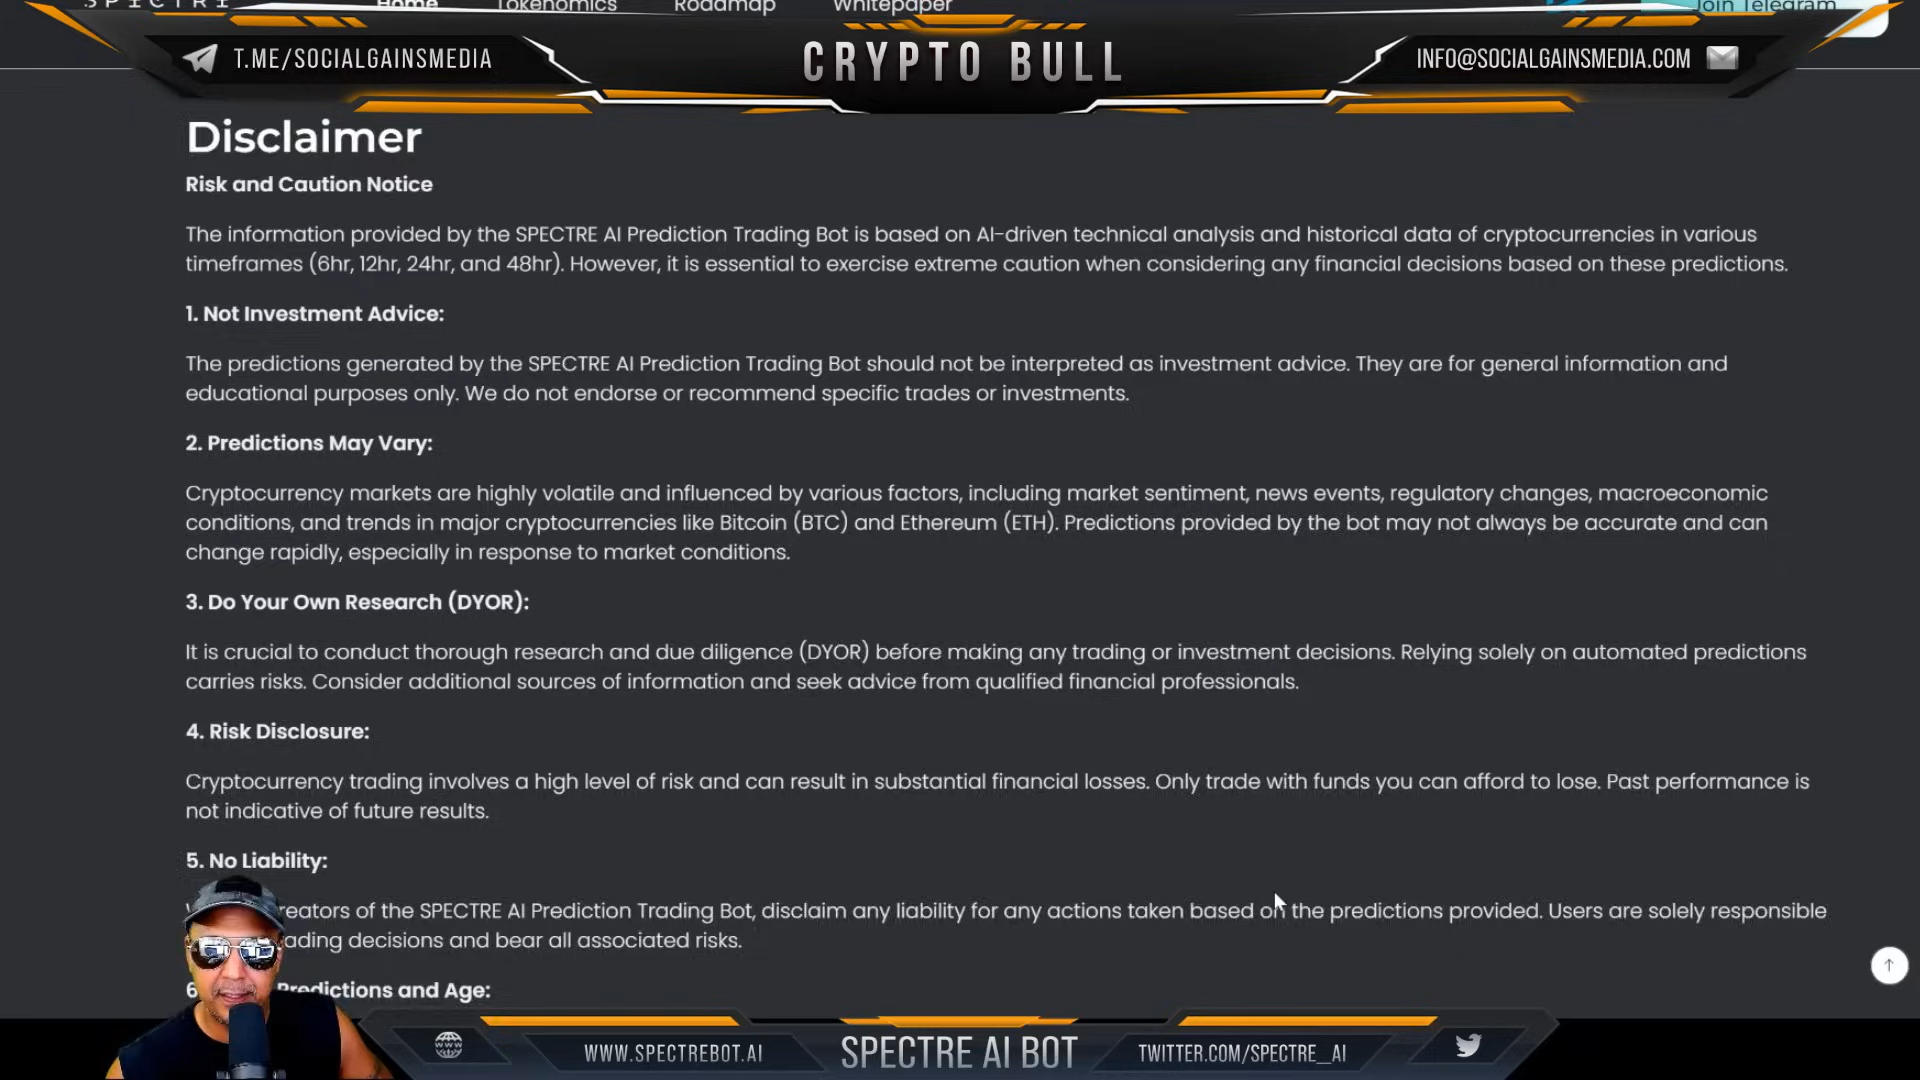 SPECTRE
Home Tokenomics Roadmap Whitepaper Join Telegram
T.ME/SOCIALGAINSMEDIA
CRYPTO BULL
INFO@SOCIALGAINSMEDIA.COM
Disclaimer
Risk and Caution Notice
The information provided by the SPECTRE AI Prediction Trading Bot is based on AI-driven technical analysis and historical data of cryptocurrencies in various
timeframes (6hr, 12hr, 24hr, and 48hr). However, it is essential to exercise extreme caution when considering any financial decisions based on these predictions.
1. Not Investment Advice:
The predictions generated by the SPECTRE AI Prediction Trading Bot should not be interpreted as investment advice. They are for general information and
educational purposes only. We do not endorse or recommend specific trades or investments.
2. Predictions May Vary:
Cryptocurrency markets are highly volatile and influenced by various factors, including market sentiment, news events, regulatory changes, macroeconomic
conditions, and trends in major cryptocurrencies like Bitcoin (BTC) and Ethereum (ETH). Predictions provided by the bot may not always be accurate and can
change rapidly, especially in response to market conditions.
3. Do Your Own Research (DYOR):
It is crucial to conduct thorough research and due diligence (DYOR) before making any trading or investment decisions. Relying solely on automated predictions
carries risks. Consider additional sources of information and seek advice from qualified financial professionals.
4. Risk Disclosure:
Cryptocurrency trading involves a high level of risk and can result in substantial financial losses. Only trade with funds you can afford to lose. Past performance is
not indicative of future results.
5. No Liability:
reators of the SPECTRE AI Prediction Trading Bot, disclaim any liability for any actions taken based on the predictions provided. Users are solely responsible
ading decisions and bear all associated risks.
6 Predictions and Age:
WWW.SPECTREBOT.AI
SPECTRE AI BOT
TWITTER.COM/SPECTRE__AI